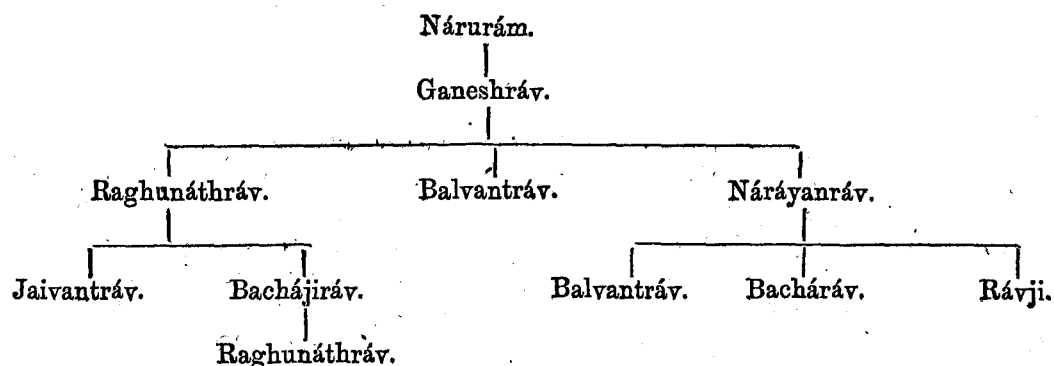 Nárurám.
Ganeshráv.
Raghunáthráv. Balvantráv. Náráyanráv.
Jaivantráv. Bachájiráv. Balvantráv. Bacháráv. Rávji.
Raghunáthráv.